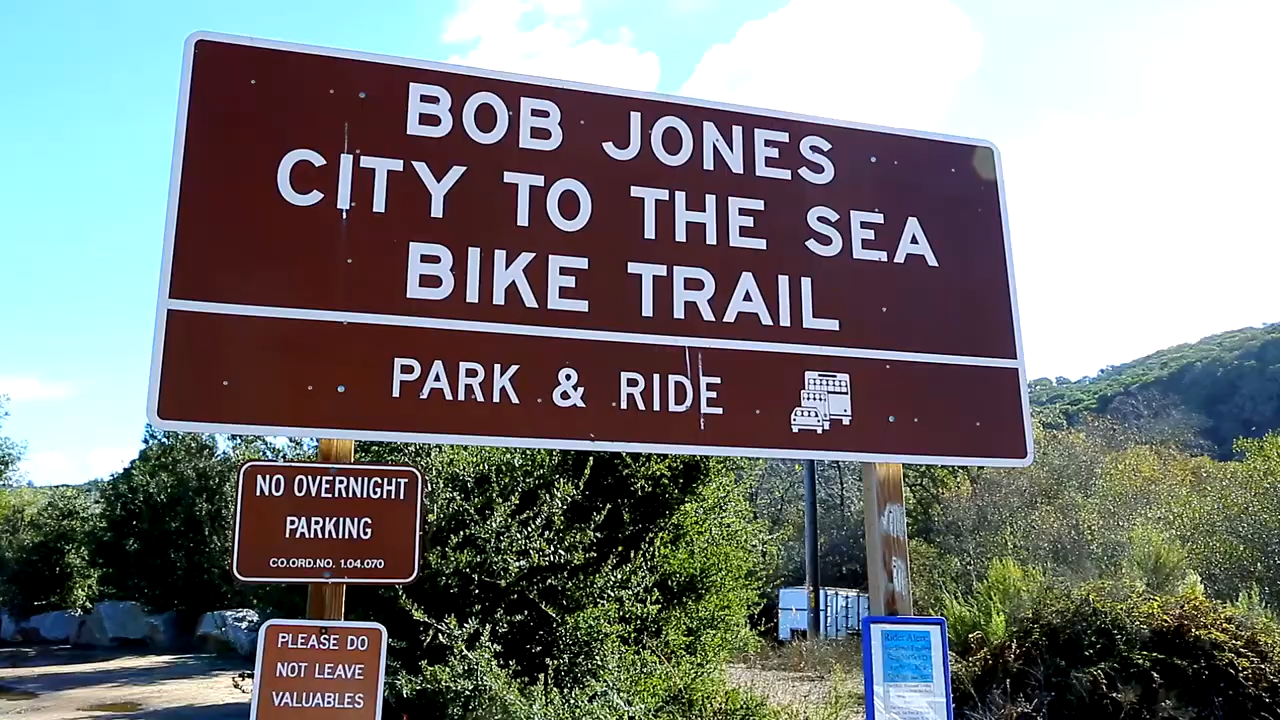 BOB JONES
CITY TO THE SEA
BIKE TRAIL
PARK & RIDE
NO OVERNIGHT
PARKING
CO.ORD.NO. 1.04.070
PLEASE DO
NOT LEAVE
VALUABLES
Rider Alert